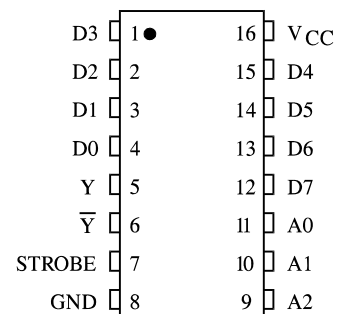 D3 1 16 VCC
D2 2 15 D4
D1 3 14 D5
D0 4 13 D6
Y 5 12 D7
Y̅ 6 11 A0
STROBE 7 10 A1
GND 8 9 A2